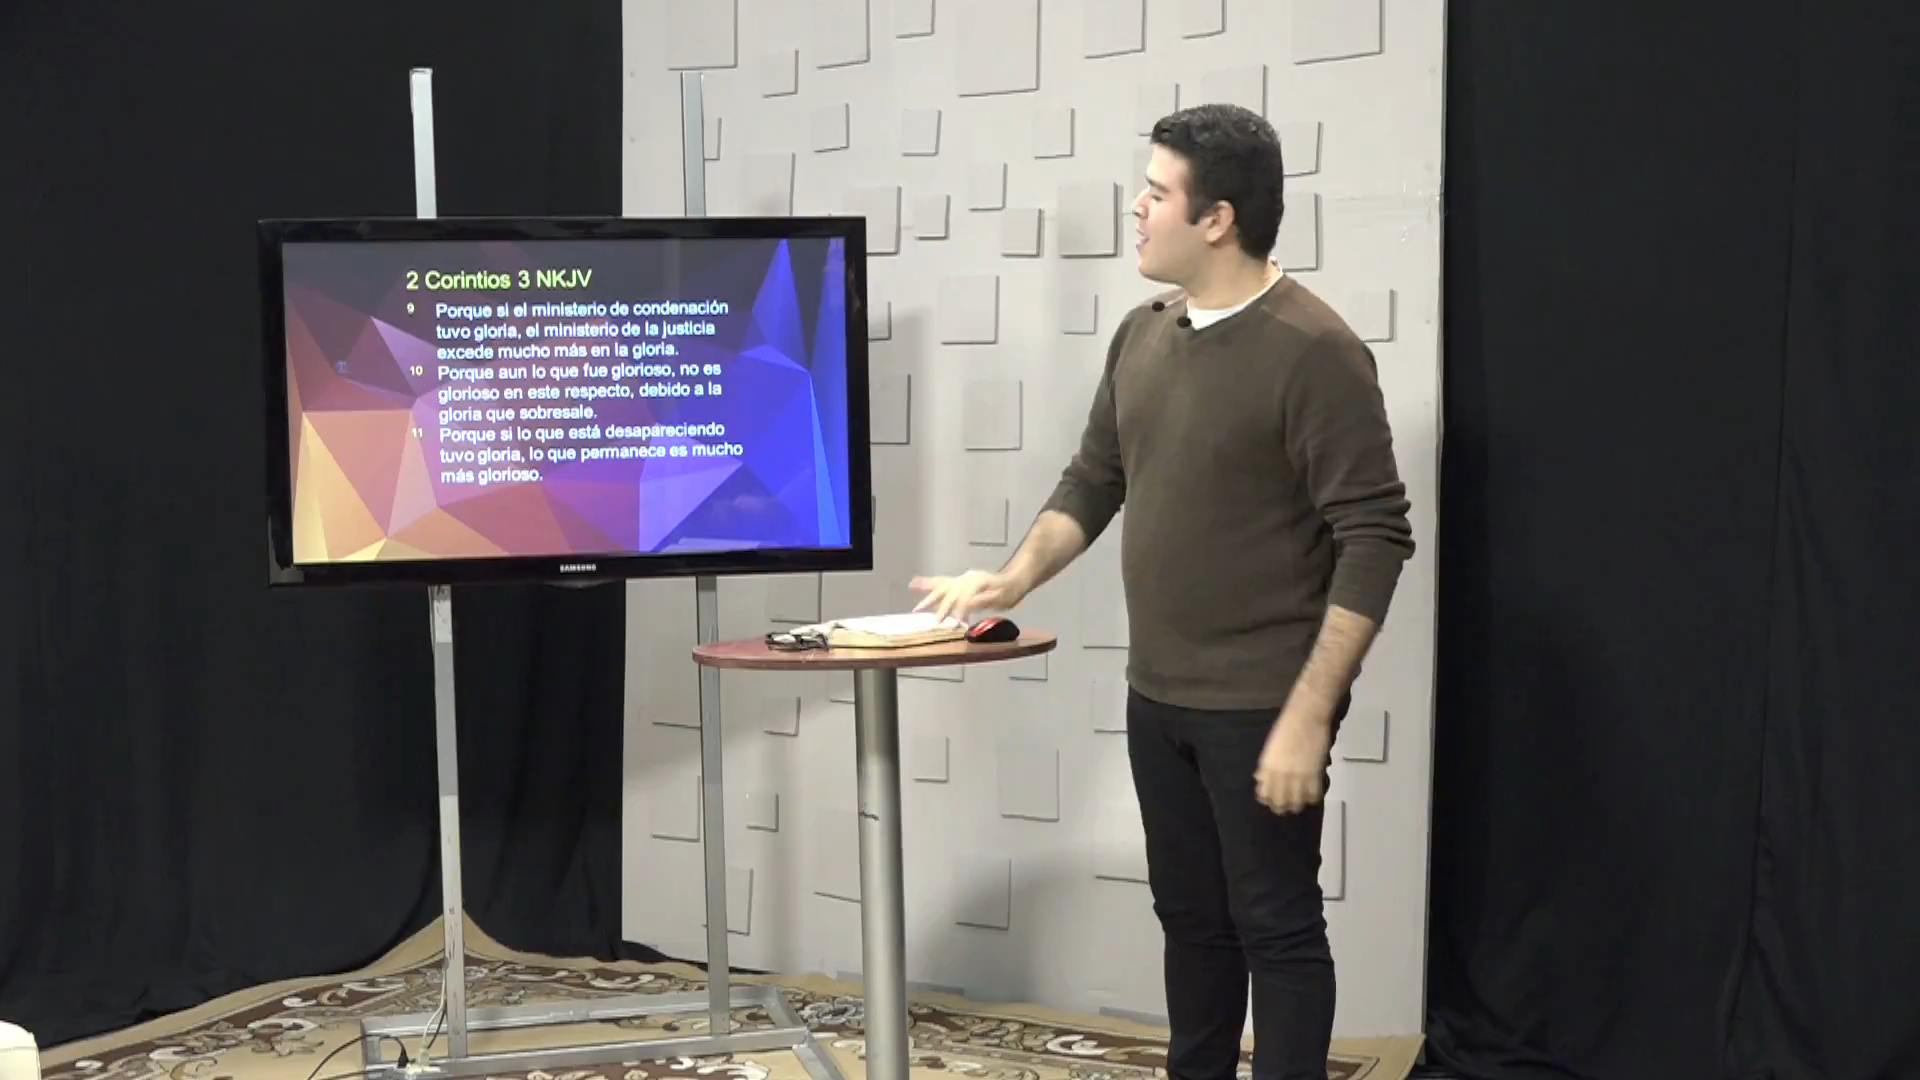 2 Corintios 3 NKJV
9 Porque si el ministerio de condenación
tuvo gloria, el ministerio de la justicia
excede mucho más en la gloria.
10 Porque aun lo que fue glorioso, no es
glorioso en este respecto, debido a la
gloria que sobresale.
11 Porque si lo que está desapareciendo
tuvo gloria, lo que permanece es mucho
más glorioso.
SAMSUNG